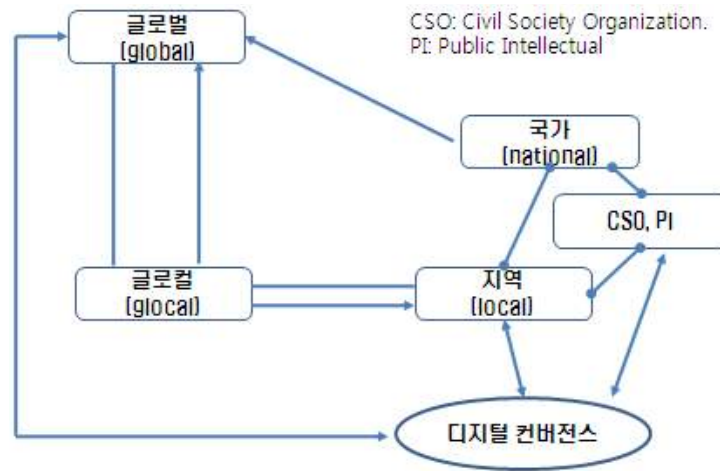 글로벌
(global)
CSO: Civil Society Organization.
PI: Public Intellectual
국가
(national)
CSO, PI
글로컬
(glocal)
지역
(local)
디지털 컨버전스